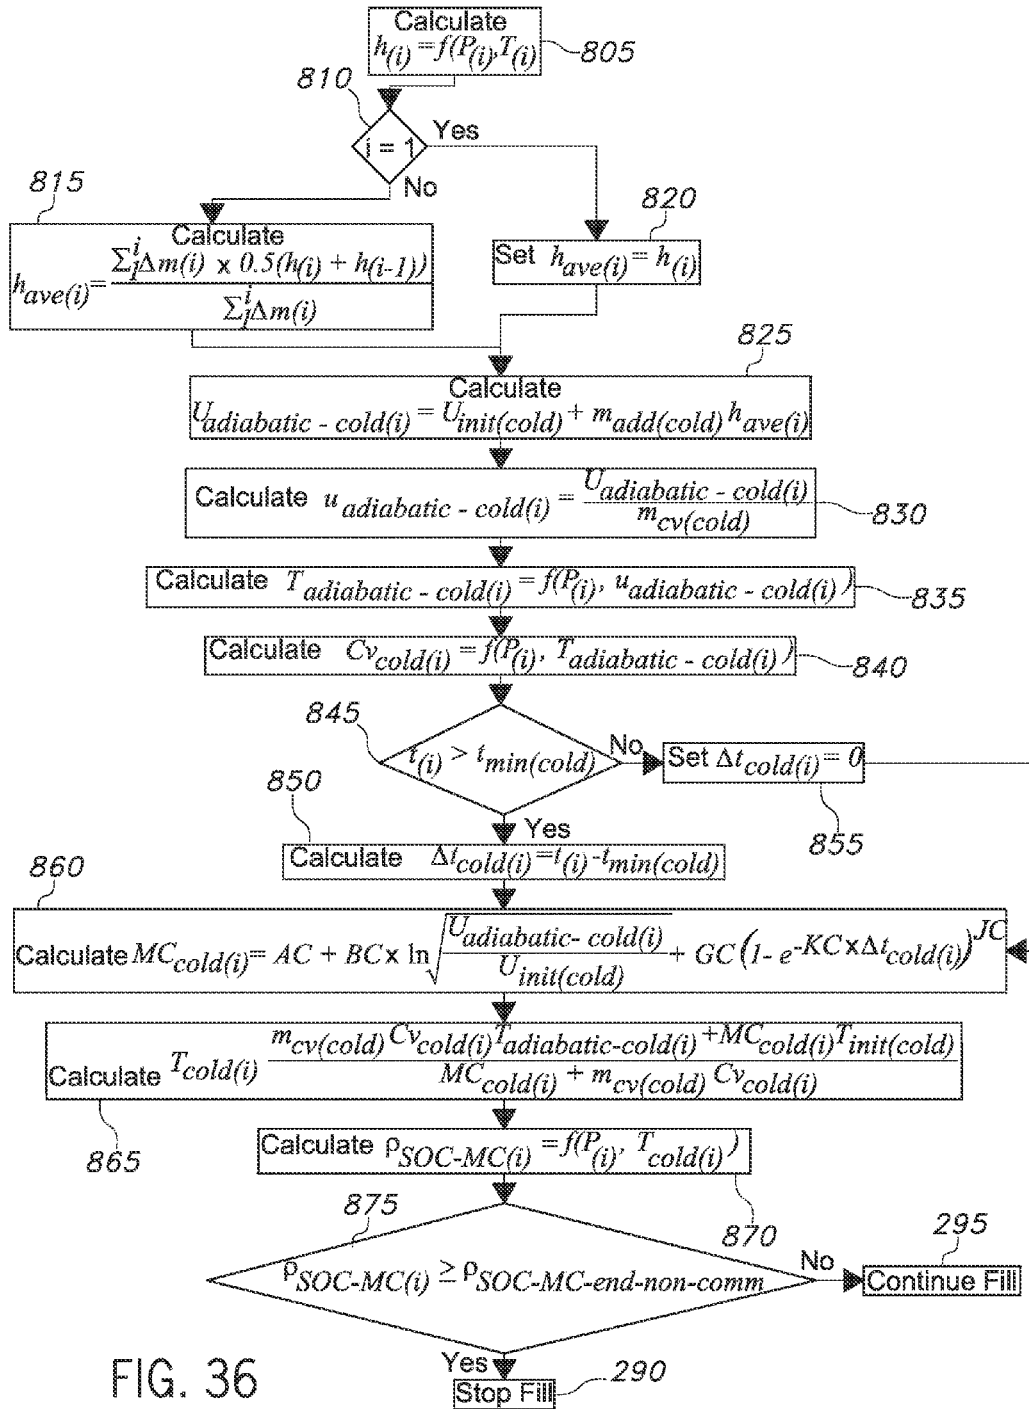 Calculate
h(i) = f(P(i), T(i))
805
810
i = 1
Yes
No
815
Calculate
h_ave(i) = Σ₁ⁱ Δm(i) x 0.5(h(i) + h(i-1)) / Σ₁ⁱ Δm(i)
820
Set h_ave(i) = h(i)
825
Calculate
U_adiabatic - cold(i) = U_init(cold) + m_add(cold) h_ave(i)
Calculate u_adiabatic - cold(i) = U_adiabatic - cold(i) / m_cv(cold)
830
Calculate T_adiabatic - cold(i) = f(P(i), u_adiabatic - cold(i))
835
Calculate Cv_cold(i) = f(P(i), T_adiabatic - cold(i))
840
845
t(i) > t_min(cold)
No
Set Δt_cold(i) = 0
855
Yes
850
Calculate Δt_cold(i) = t(i) - t_min(cold)
860
Calculate MC_cold(i) = AC + BC x ln √(U_adiabatic- cold(i) / U_init(cold)) + GC (1- e^(-KC x Δt_cold(i)))^JC
Calculate T_cold(i) m_cv(cold) Cv_cold(i) T_adiabatic-cold(i) + MC_cold(i) T_init(cold) / MC_cold(i) + m_cv(cold) Cv_cold(i)
865
Calculate ρ_SOC-MC(i) = f(P(i), T_cold(i))
870
875
ρ_SOC-MC(i) ≥ ρ_SOC-MC-end-non-comm
No
295
Continue Fill
Yes
290
Stop Fill
FIG. 36